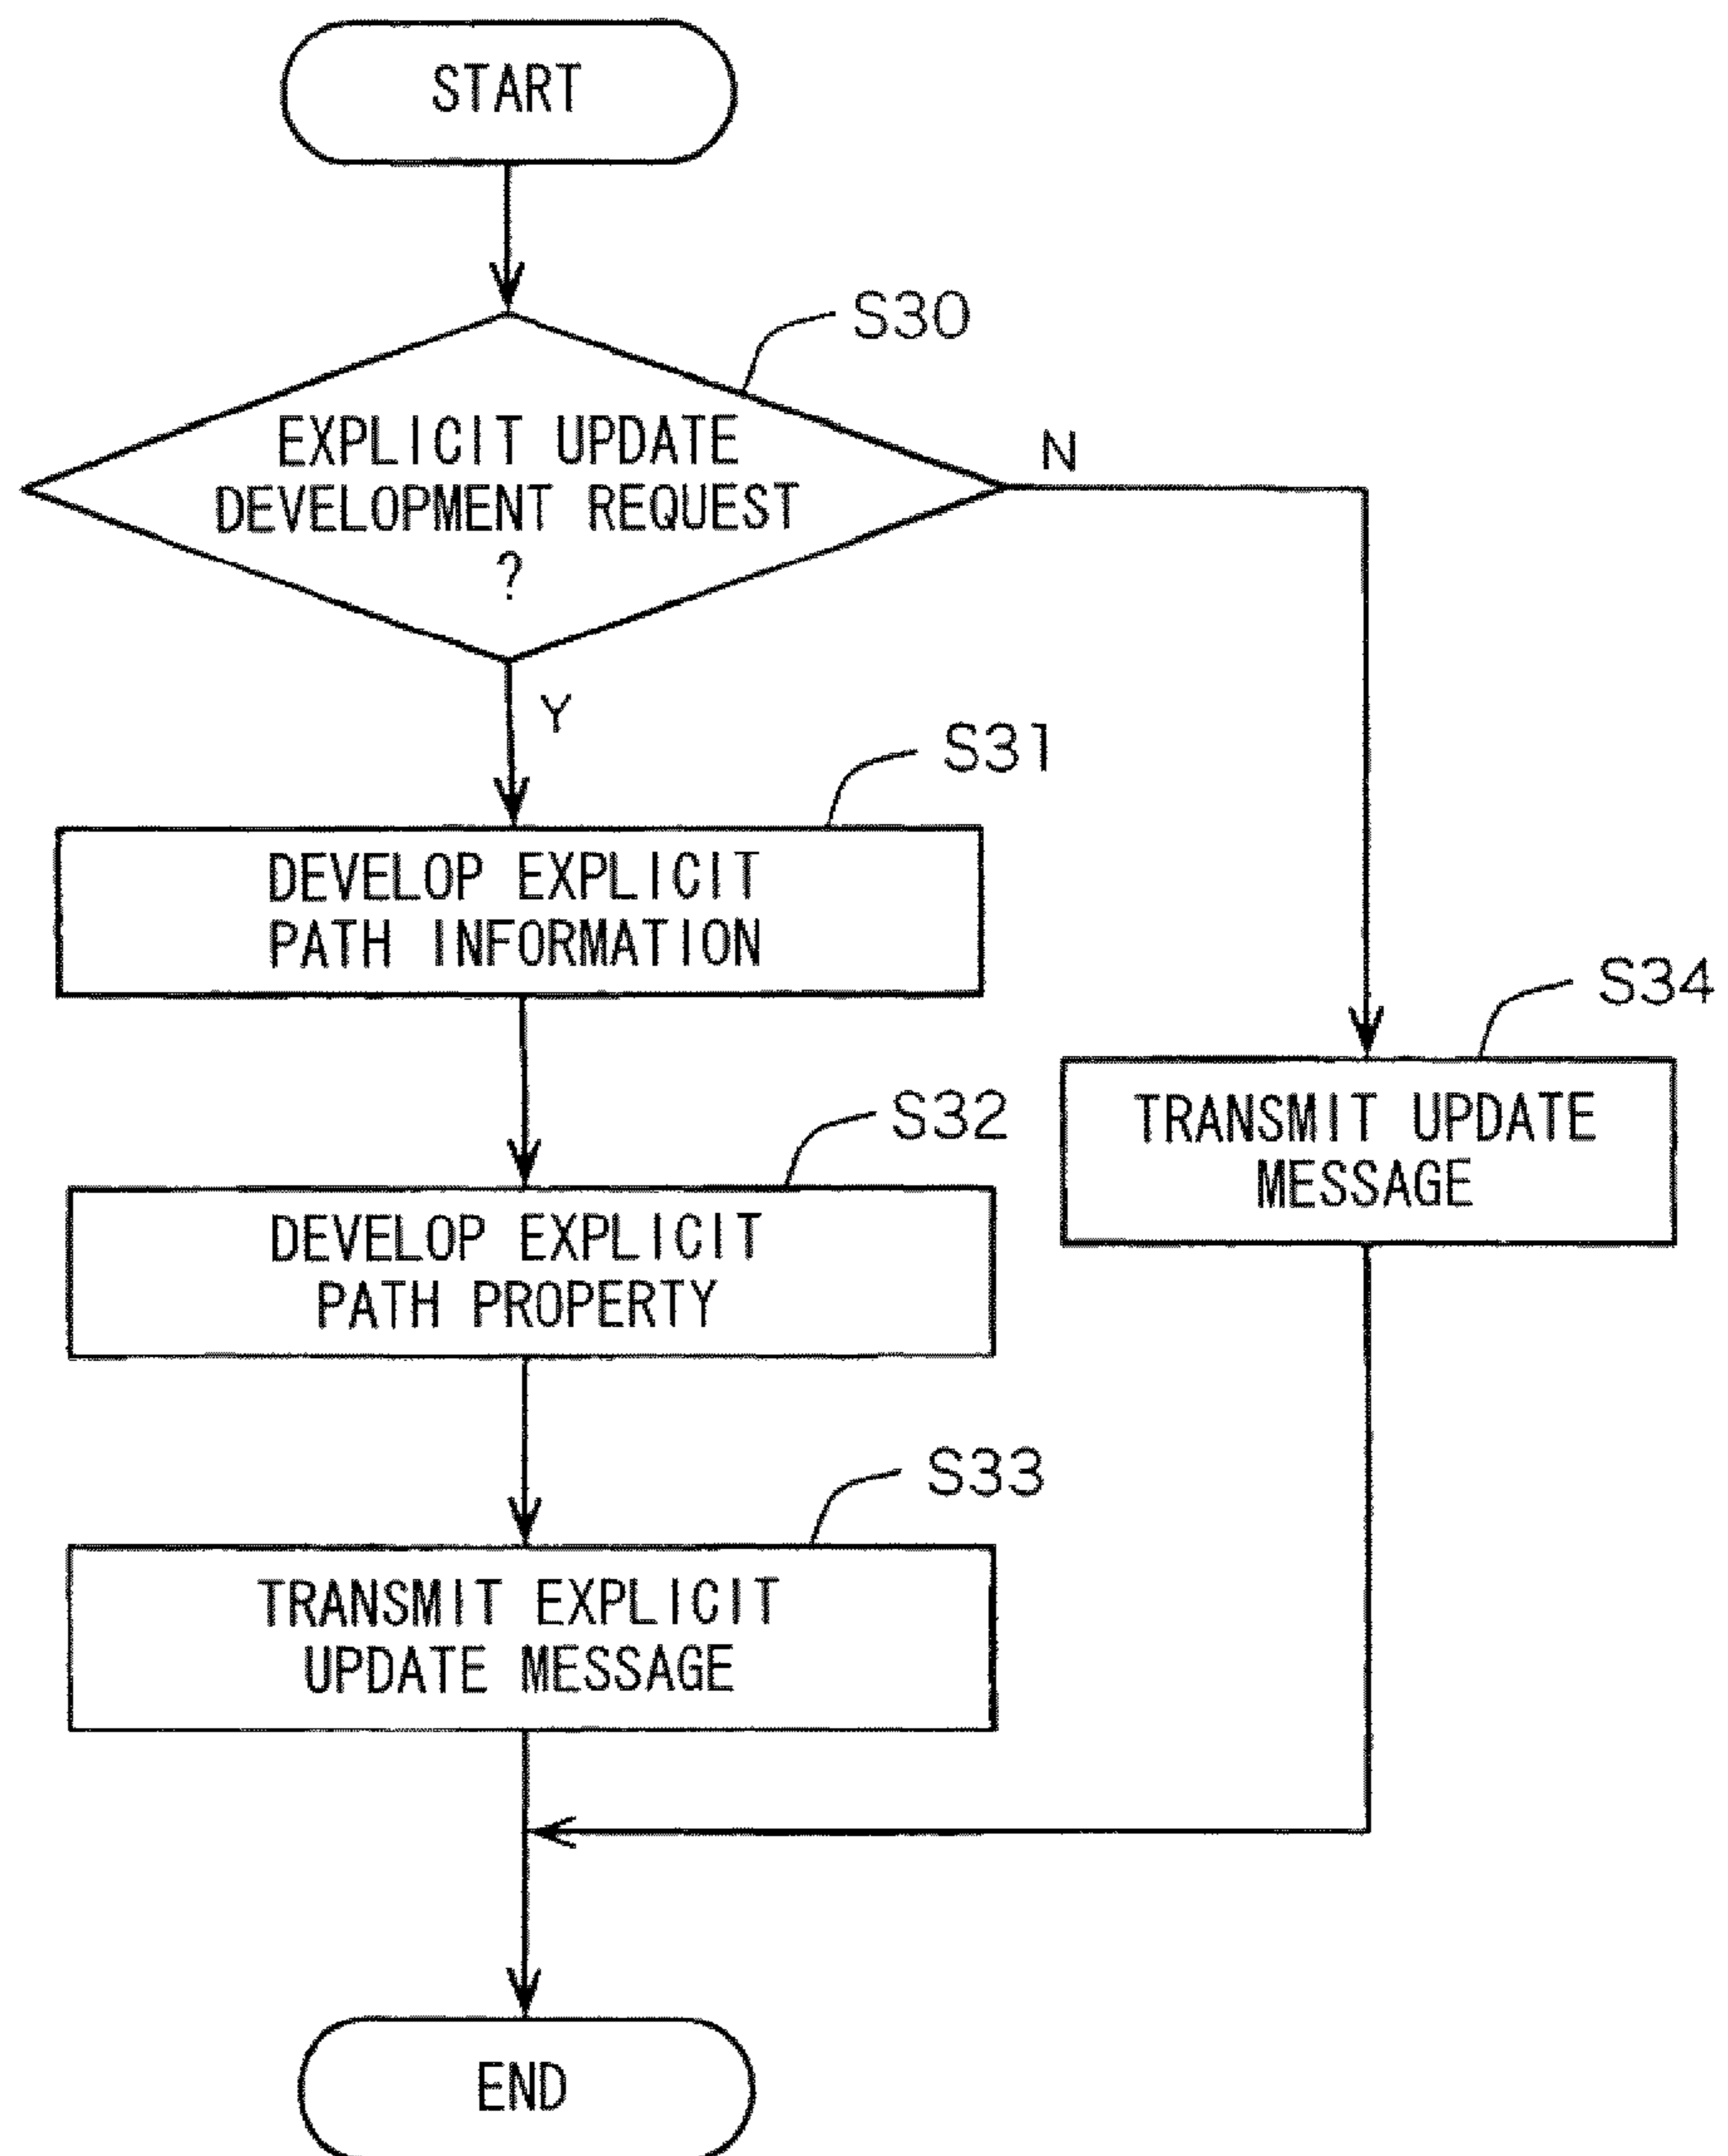 START
S30
EXPLICIT UPDATE
DEVELOPMENT REQUEST
?
N
Y
S31
DEVELOP EXPLICIT
PATH INFORMATION
S34
TRANSMIT UPDATE
MESSAGE
S32
DEVELOP EXPLICIT
PATH PROPERTY
S33
TRANSMIT EXPLICIT
UPDATE MESSAGE
END